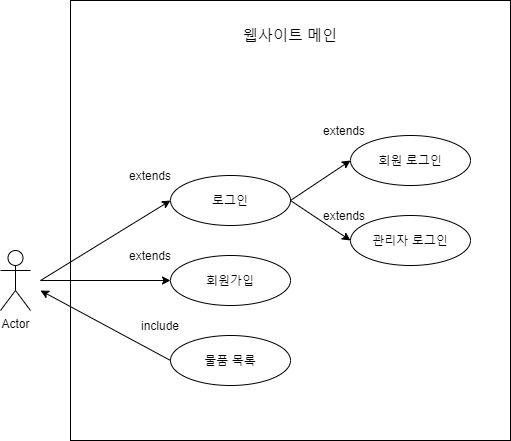 웹사이트 메인
extends
회원 로그인
extends
로그인
extends
관리자 로그인
extends
회원가입
Actor
include
물품 목록